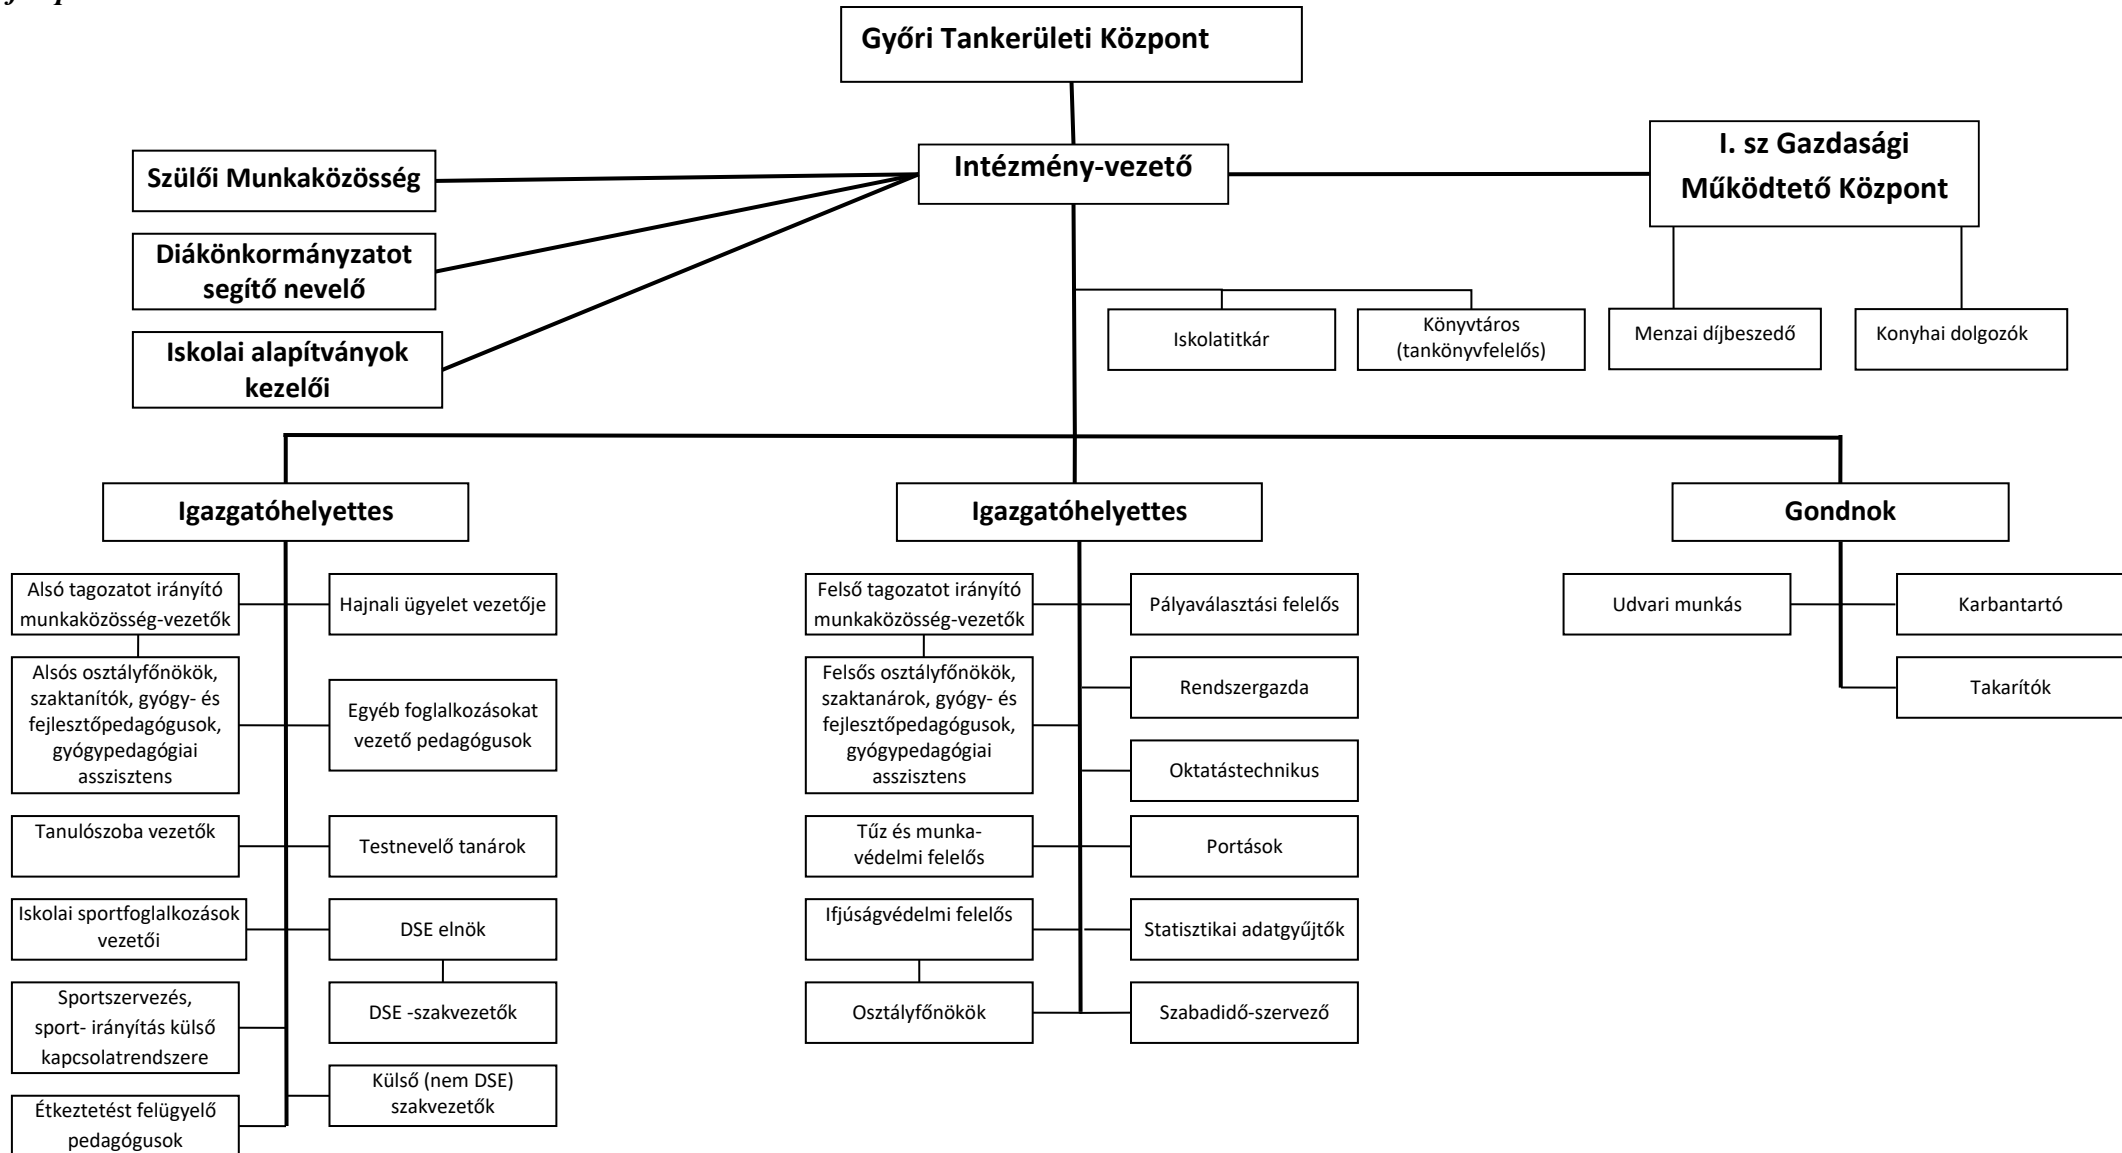 Győri Tankerületi Központ
Intézmény-vezető
I. sz Gazdasági
Működtető Központ
Szülői Munkaközösség
Diákönkormányzatot
segítő nevelő
Iskolai alapítványok
kezelői
Iskolatitkár
Könyvtáros
(tankönyvfelelős)
Menzai díjbeszedő
Konyhai dolgozók
Igazgatóhelyettes
Alsó tagozatot irányító
munkaközösség-vezetők
Hajnali ügyelet vezetője
Alsós osztályfőnökök,
szaktanítók, gyógy- és
fejlesztőpedagógusok,
gyógypedagógiai
asszisztens
Egyéb foglalkozásokat
vezető pedagógusok
Tanulószoba vezetők
Testnevelő tanárok
Iskolai sportfoglalkozások
vezetői
DSE elnök
Sportszervezés,
sport- irányítás külső
kapcsolatrendszere
DSE -szakvezetők
Külső (nem DSE)
szakvezetők
Étkeztetést felügyelő
pedagógusok
Igazgatóhelyettes
Felső tagozatot irányító
munkaközösség-vezetők
Pályaválasztási felelős
Felsős osztályfőnökök,
szaktanárok, gyógy- és
fejlesztőpedagógusok,
gyógypedagógiai
asszisztens
Rendszergazda
Oktatástechnikus
Tűz és munka-
védelmi felelős
Portások
Ifjúságvédelmi felelős
Statisztikai adatgyűjtők
Osztályfőnökök
Szabadidő-szervező
Gondnok
Udvari munkás
Karbantartó
Takarítók